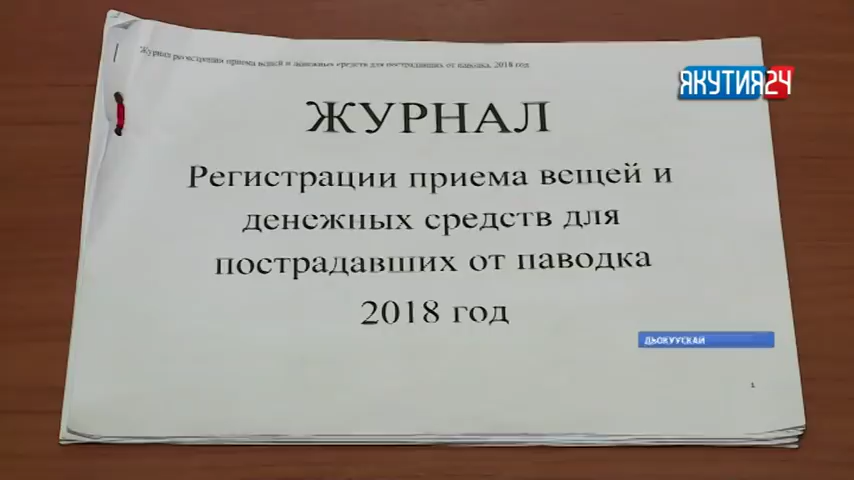 Журнал регистрации приема вещей и денежных средств для пострадавших от паводка, 2018 год
ЯКУТИЯ24
ЖУРНАЛ
Регистрации приема вещей и
денежных средств для
пострадавших от паводка
2018 год
ДЬОКУУСКАЙ
1